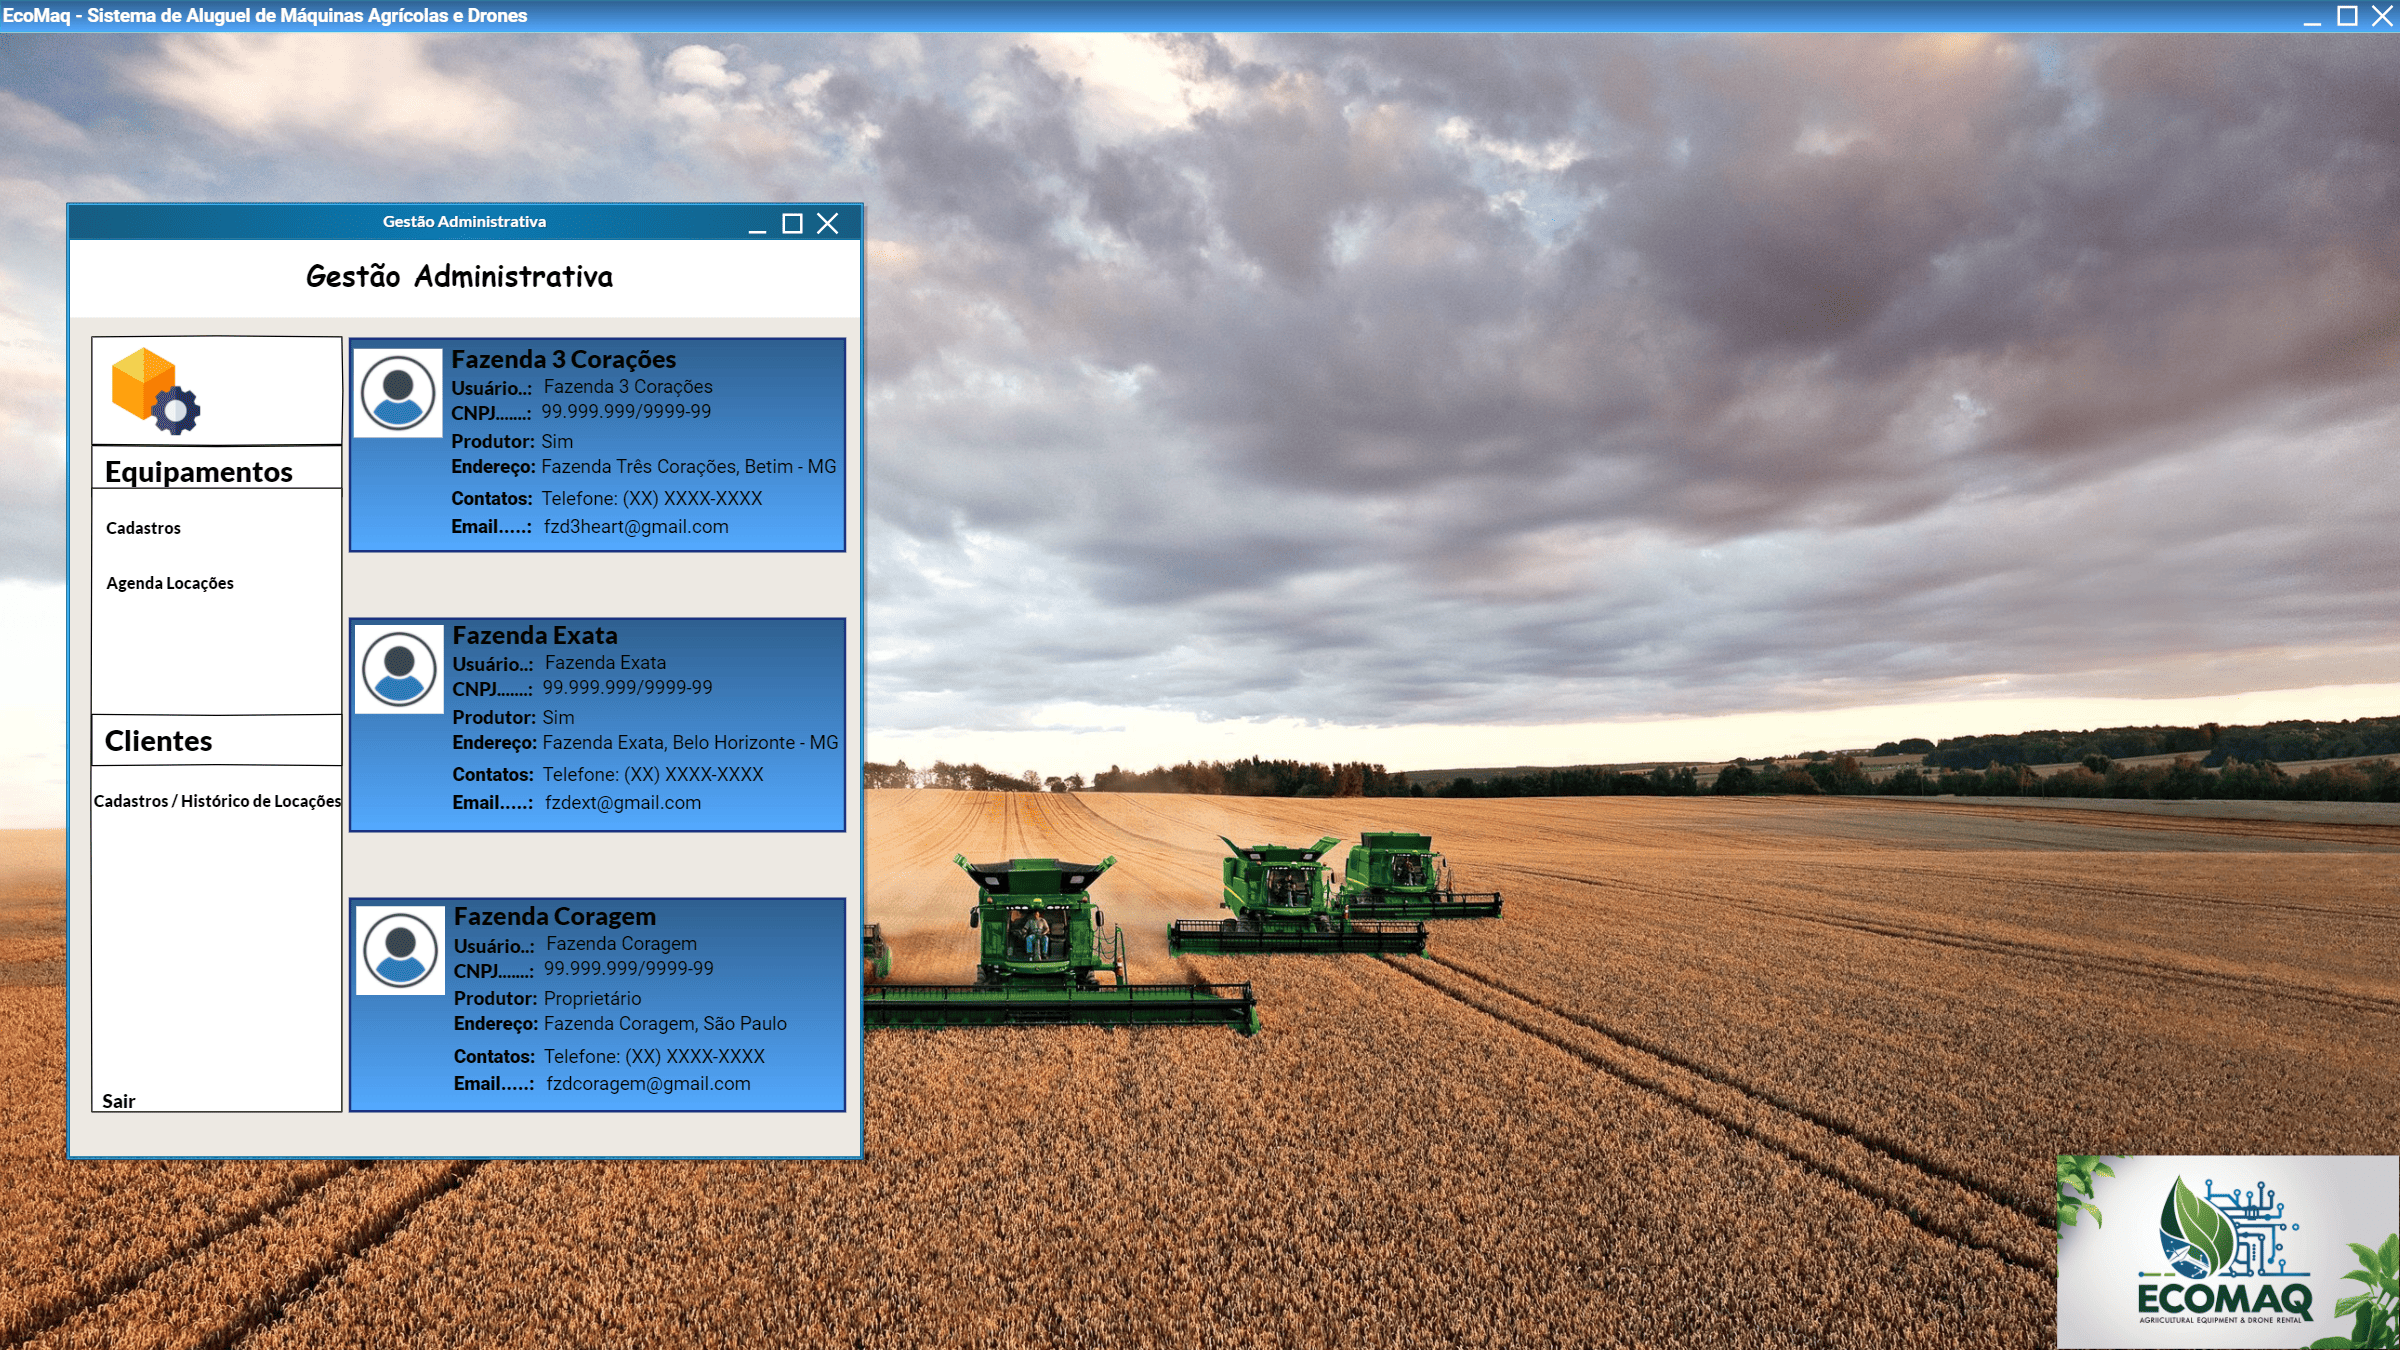 EcoMaq - Sistema de Aluguel de Máquinas Agrícolas e Drones
Gestão Administrativa
Gestão Administrativa
Equipamentos
Cadastros
Agenda Locações
Clientes
Cadastros / Histórico de Locações
Sair
Fazenda 3 Corações
Usuário..: Fazenda 3 Corações
CNPJ.......: 99.999.999/9999-99
Produtor: Sim
Endereço: Fazenda Três Corações, Betim - MG
Contatos: Telefone: (XX) XXXX-XXXX
Email.....: fzd3heart@gmail.com
Fazenda Exata
Usuário..: Fazenda Exata
CNPJ.......: 99.999.999/9999-99
Produtor: Sim
Endereço: Fazenda Exata, Belo Horizonte - MG
Contatos: Telefone: (XX) XXXX-XXXX
Email.....: fzdext@gmail.com
Fazenda Coragem
Usuário..: Fazenda Coragem
CNPJ.......: 99.999.999/9999-99
Produtor: Proprietário
Endereço: Fazenda Coragem, São Paulo
Contatos: Telefone: (XX) XXXX-XXXX
Email.....: fzdcoragem@gmail.com
ECOMAQ
AGRIICULTURAL EQUIPMENT & DRONE RENTAL